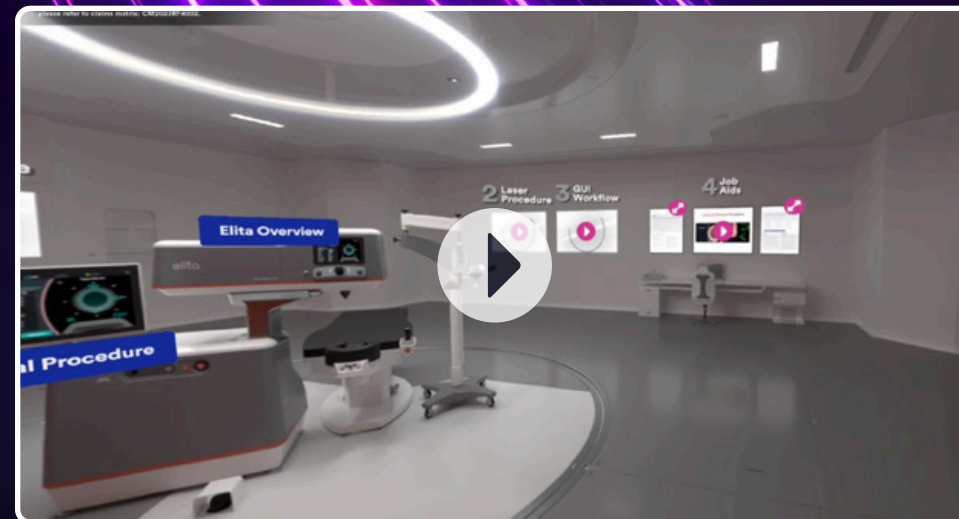 please refer to claims matrix, CM2023RF4002.
2 Laser
Procedure
3 GUI
Workflow
4 Job
Aids
Elita Overview
elita
al Procedure